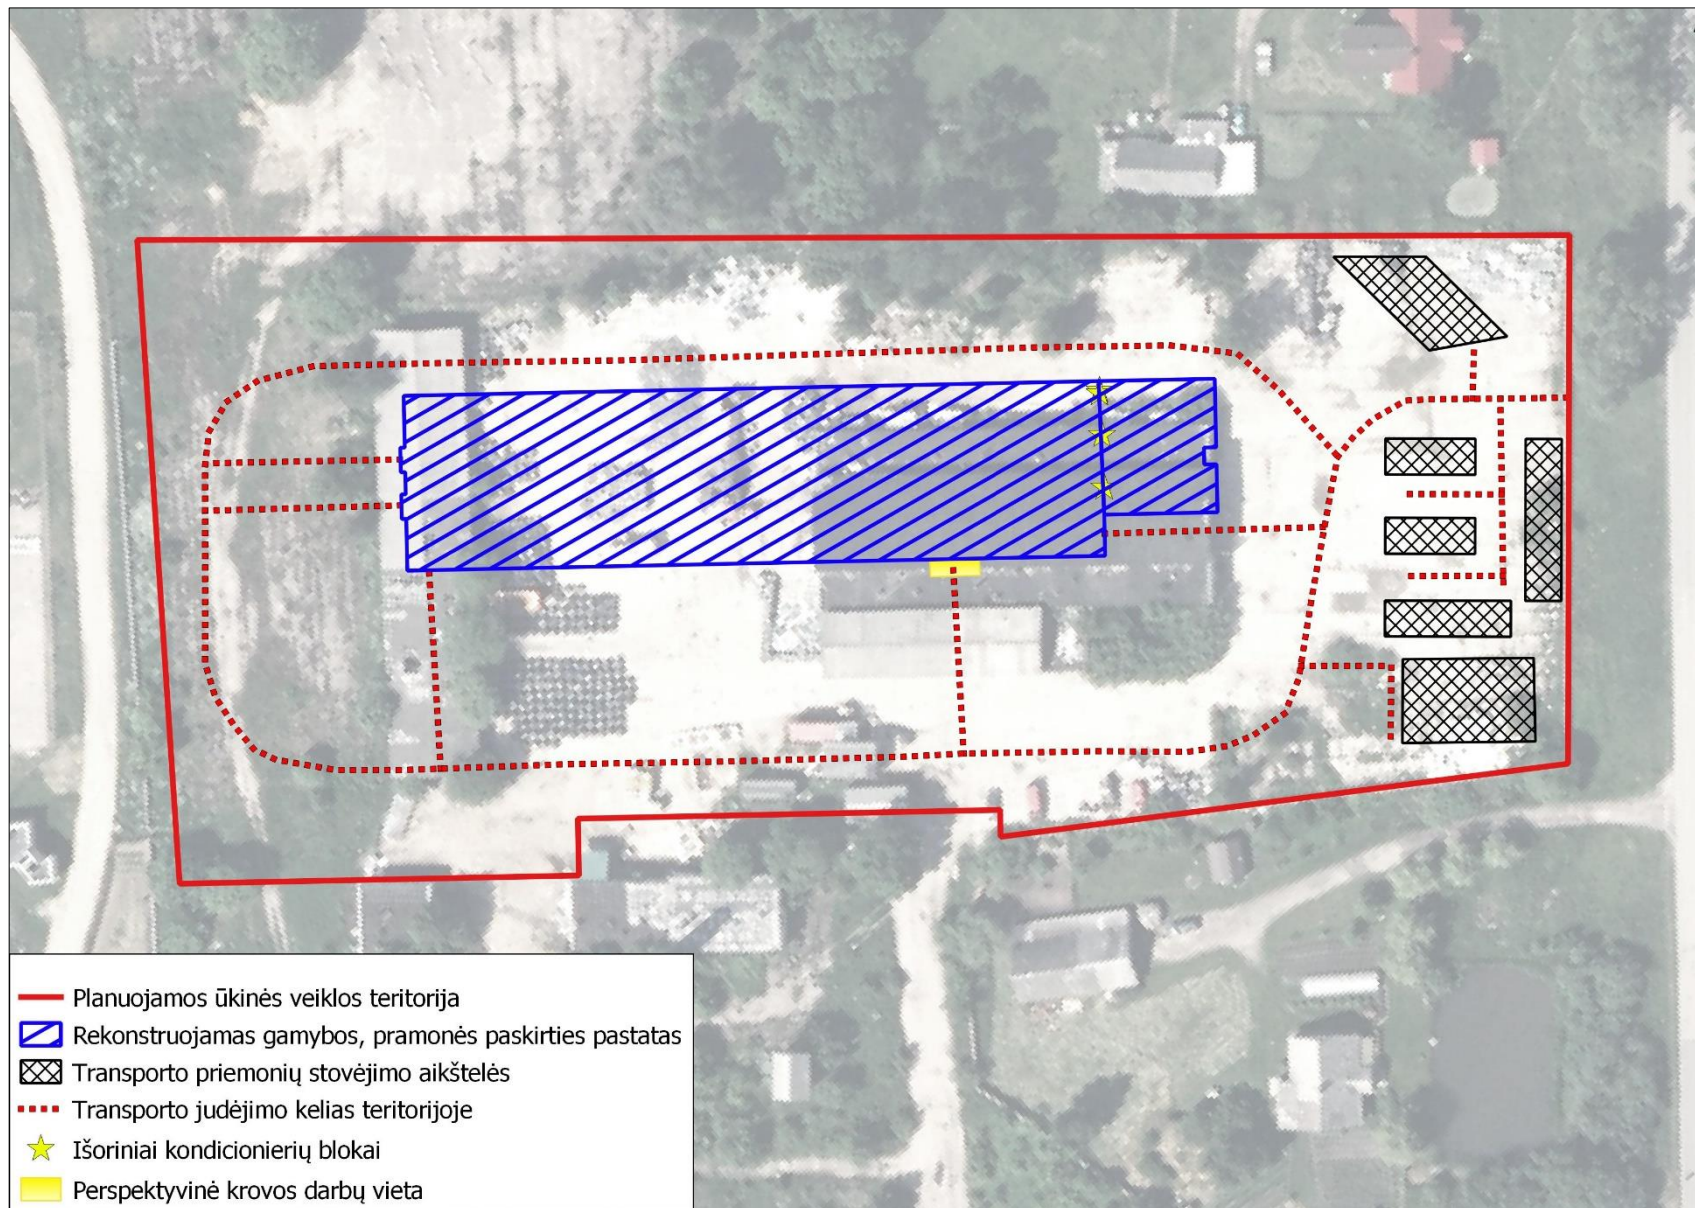 Planuojamos ūkinės veiklos teritorija
Rekonstruojamas gamybos, pramonės paskirties pastatas
Transporto priemonių stovėjimo aikštelės
Transporto judėjimo kelias teritorijoje
Išoriniai kondicionierių blokai
Perspektyvinė krovos darbų vieta